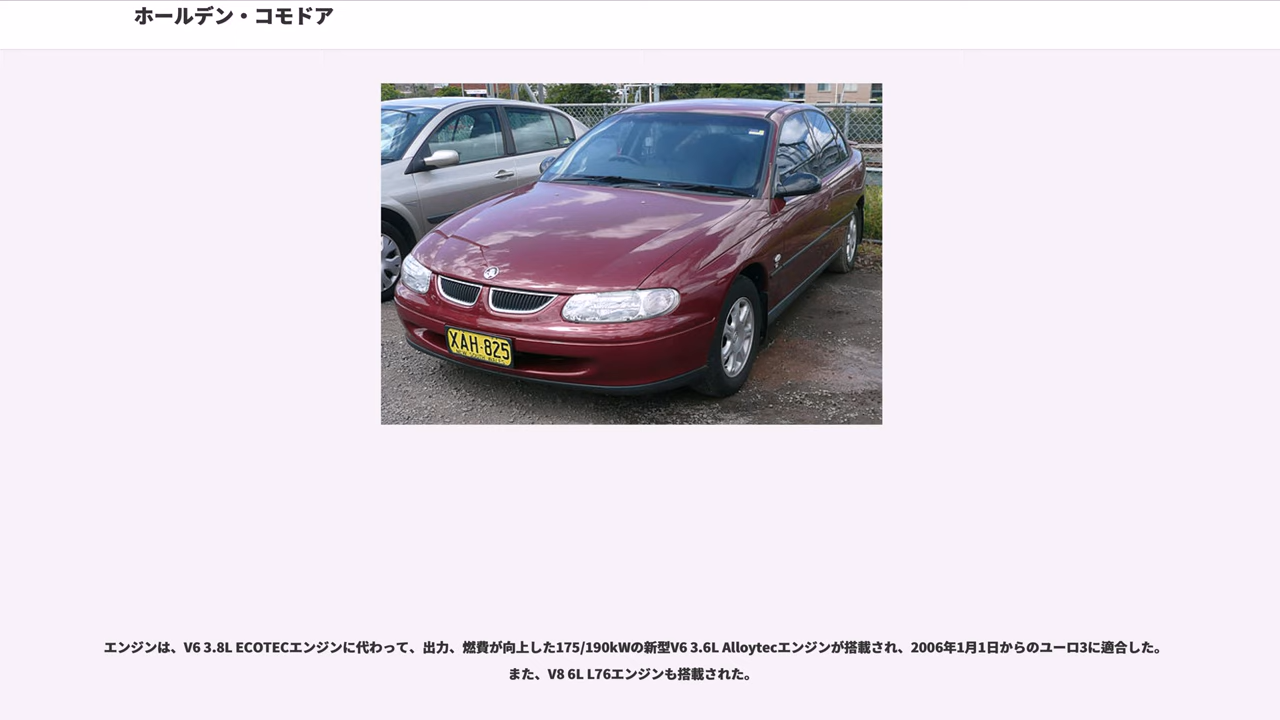 ホールデン・コモドア
XAH·825
エンジンは、V6 3.8L ECOTECエンジンに代わって、出力、燃費が向上した175/190kWの新型V6 3.6L Alloytecエンジンが搭載され、2006年1月1日からのユーロ3に適合した。
また、V8 6L L76エンジンも搭載された。